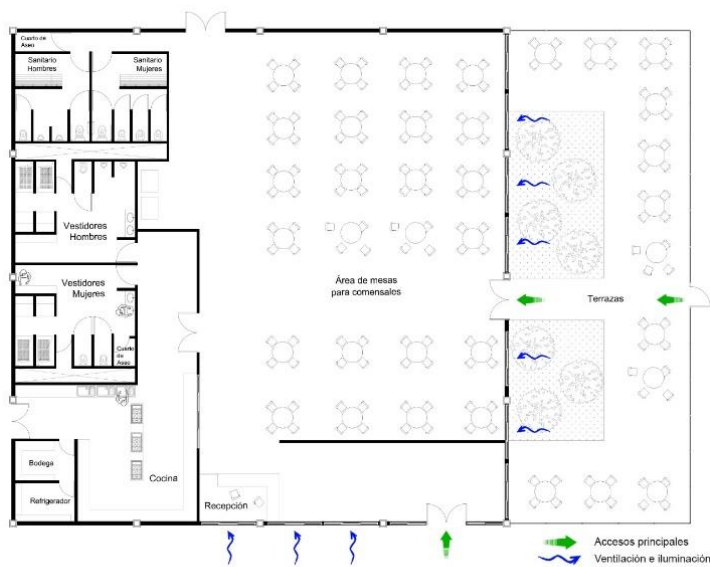 Cuarto de
Aseo
Sanitario
Hombres
Sanitario
Mujeres
Vestidores
Hombres
Vestidores
Mujeres
Cuarto
de
Aseo
Área de mesas
para comensales
Terrazas
Bodega
Refrigerador
Cocina
Recepción
Accesos principales
Ventilación e iluminación